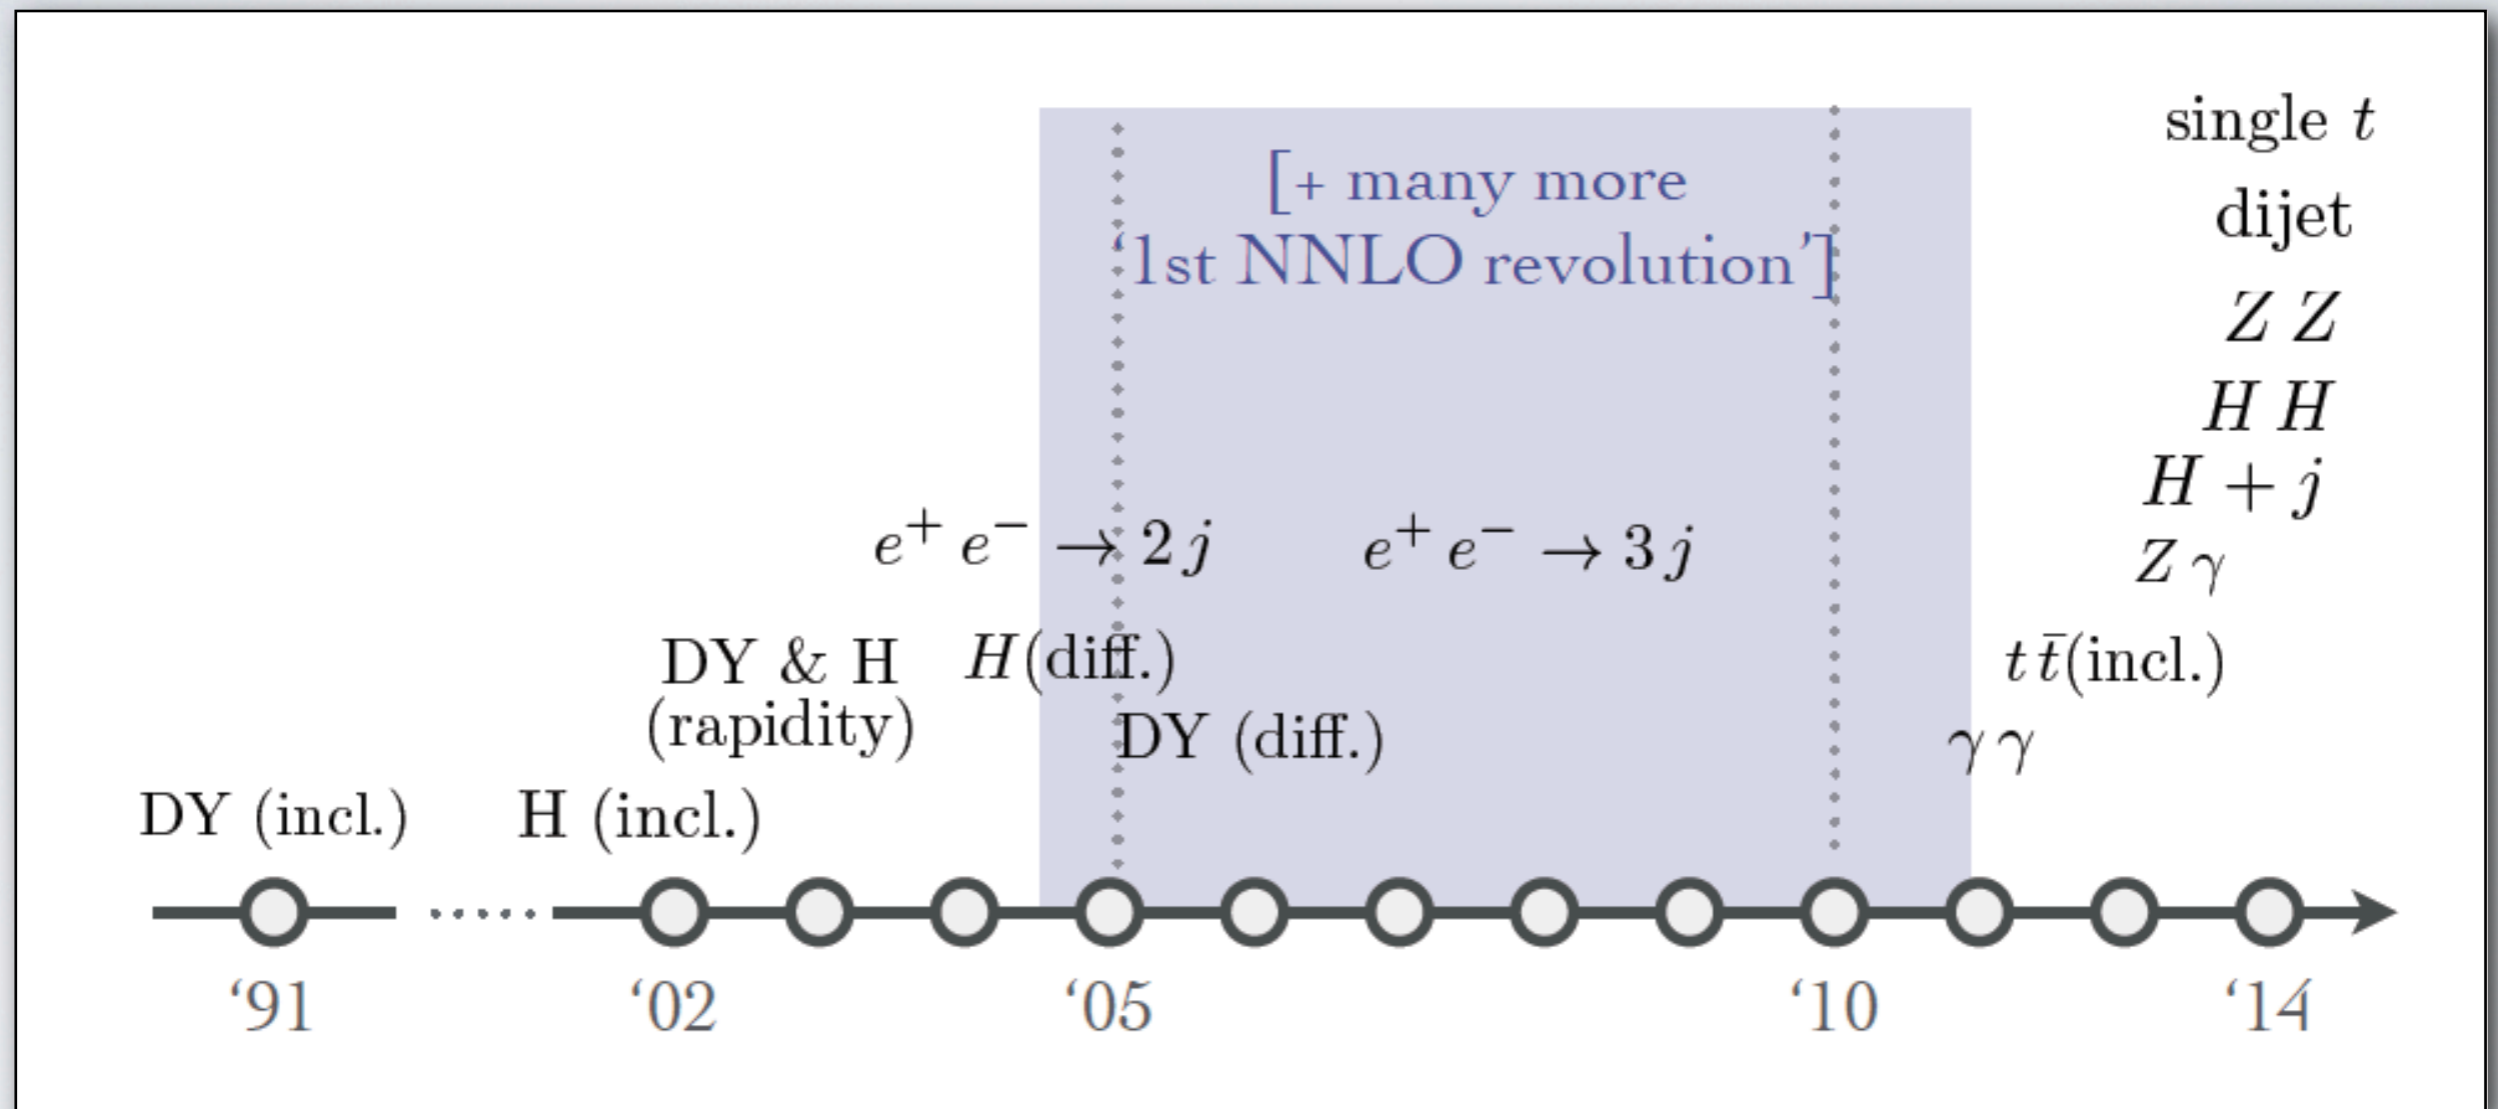 single t
[+ many more
dijet
‘1st NNLO revolution’]
Z Z
H H
H + j
e⁺ e⁻ → 2 j
e⁺ e⁻ → 3 j
Z γ
DY & H
(rapidity)
H(diff.)
t t̄(incl.)
DY (diff.)
γ γ
DY (incl.)
H (incl.)
‘91
‘02
‘05
‘10
‘14